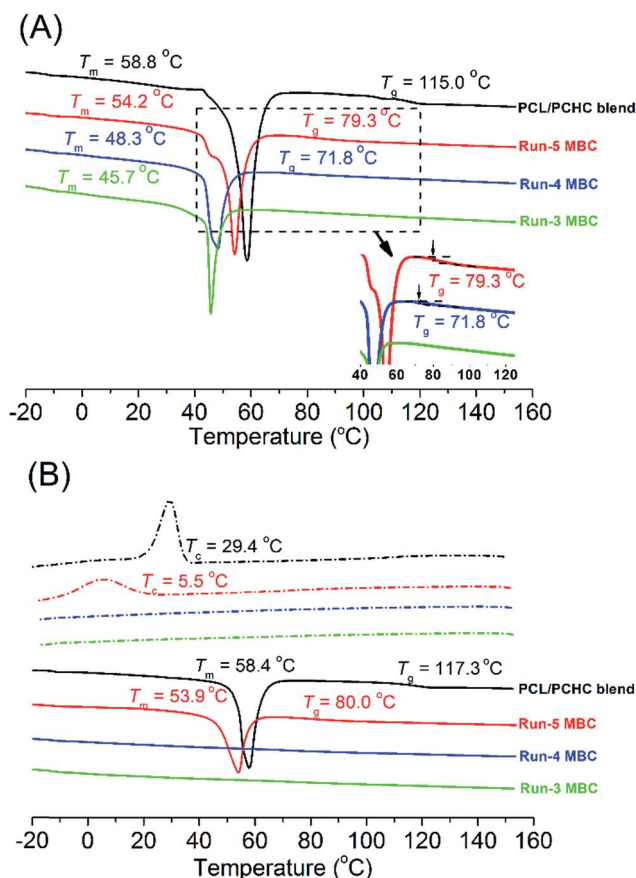 (A)
Tm = 58.8 °C
Tg = 115.0 °C
PCL/PCHC blend
Tm = 54.2 °C
Tg = 79.3 °C
Run-5 MBC
Tm = 48.3 °C
Tg = 71.8 °C
Run-4 MBC
Tm = 45.7 °C
Run-3 MBC
Tg = 79.3 °C
Tg = 71.8 °C
40 60 80 100 120
-20 0 20 40 60 80 100 120 140 160
Temperature (°C)
(B)
Tc = 29.4 °C
Tc = 5.5 °C
Tm = 58.4 °C
Tg = 117.3°C
PCL/PCHC blend
Tm = 53.9 °C
Tg = 80.0 °C
Run-5 MBC
Run-4 MBC
Run-3 MBC
-20 0 20 40 60 80 100 120 140 160
Temperature (°C)